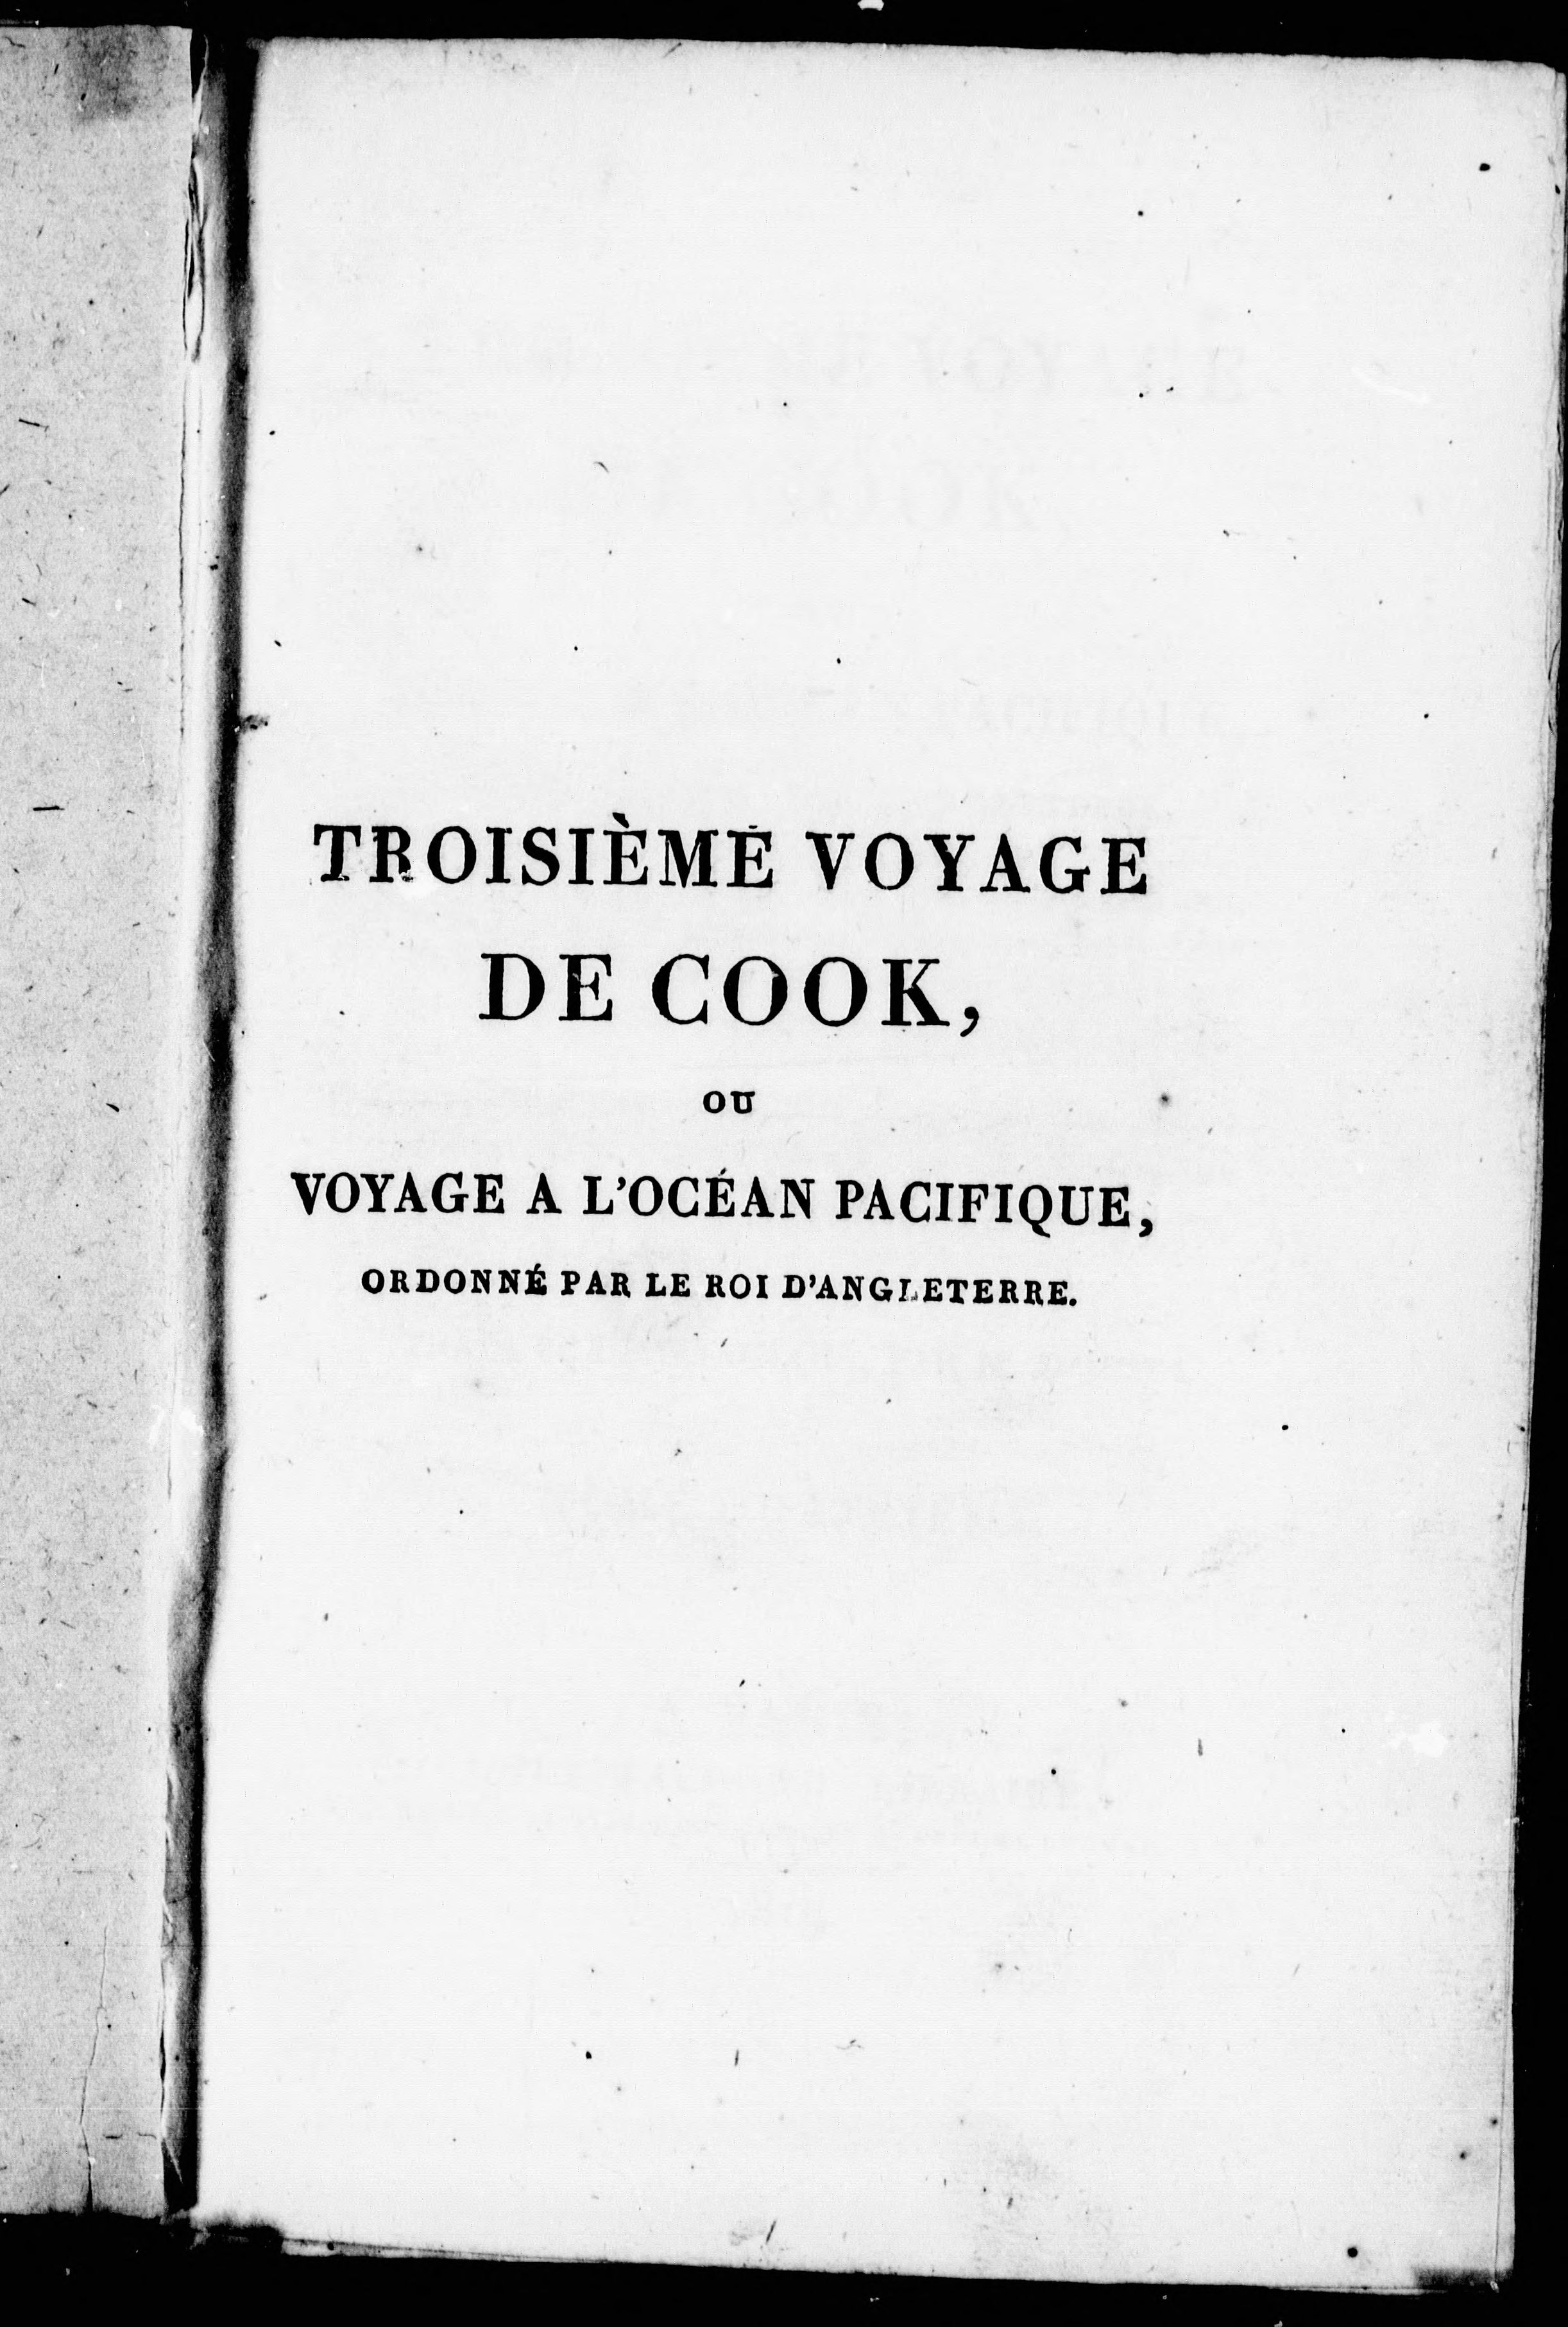 TROISIÈME VOYAGE
DE COOK,
OU
VOYAGE A L'OCÉAN PACIFIQUE,
ORDONNÉ PAR LE ROI D'ANGLETERRE.